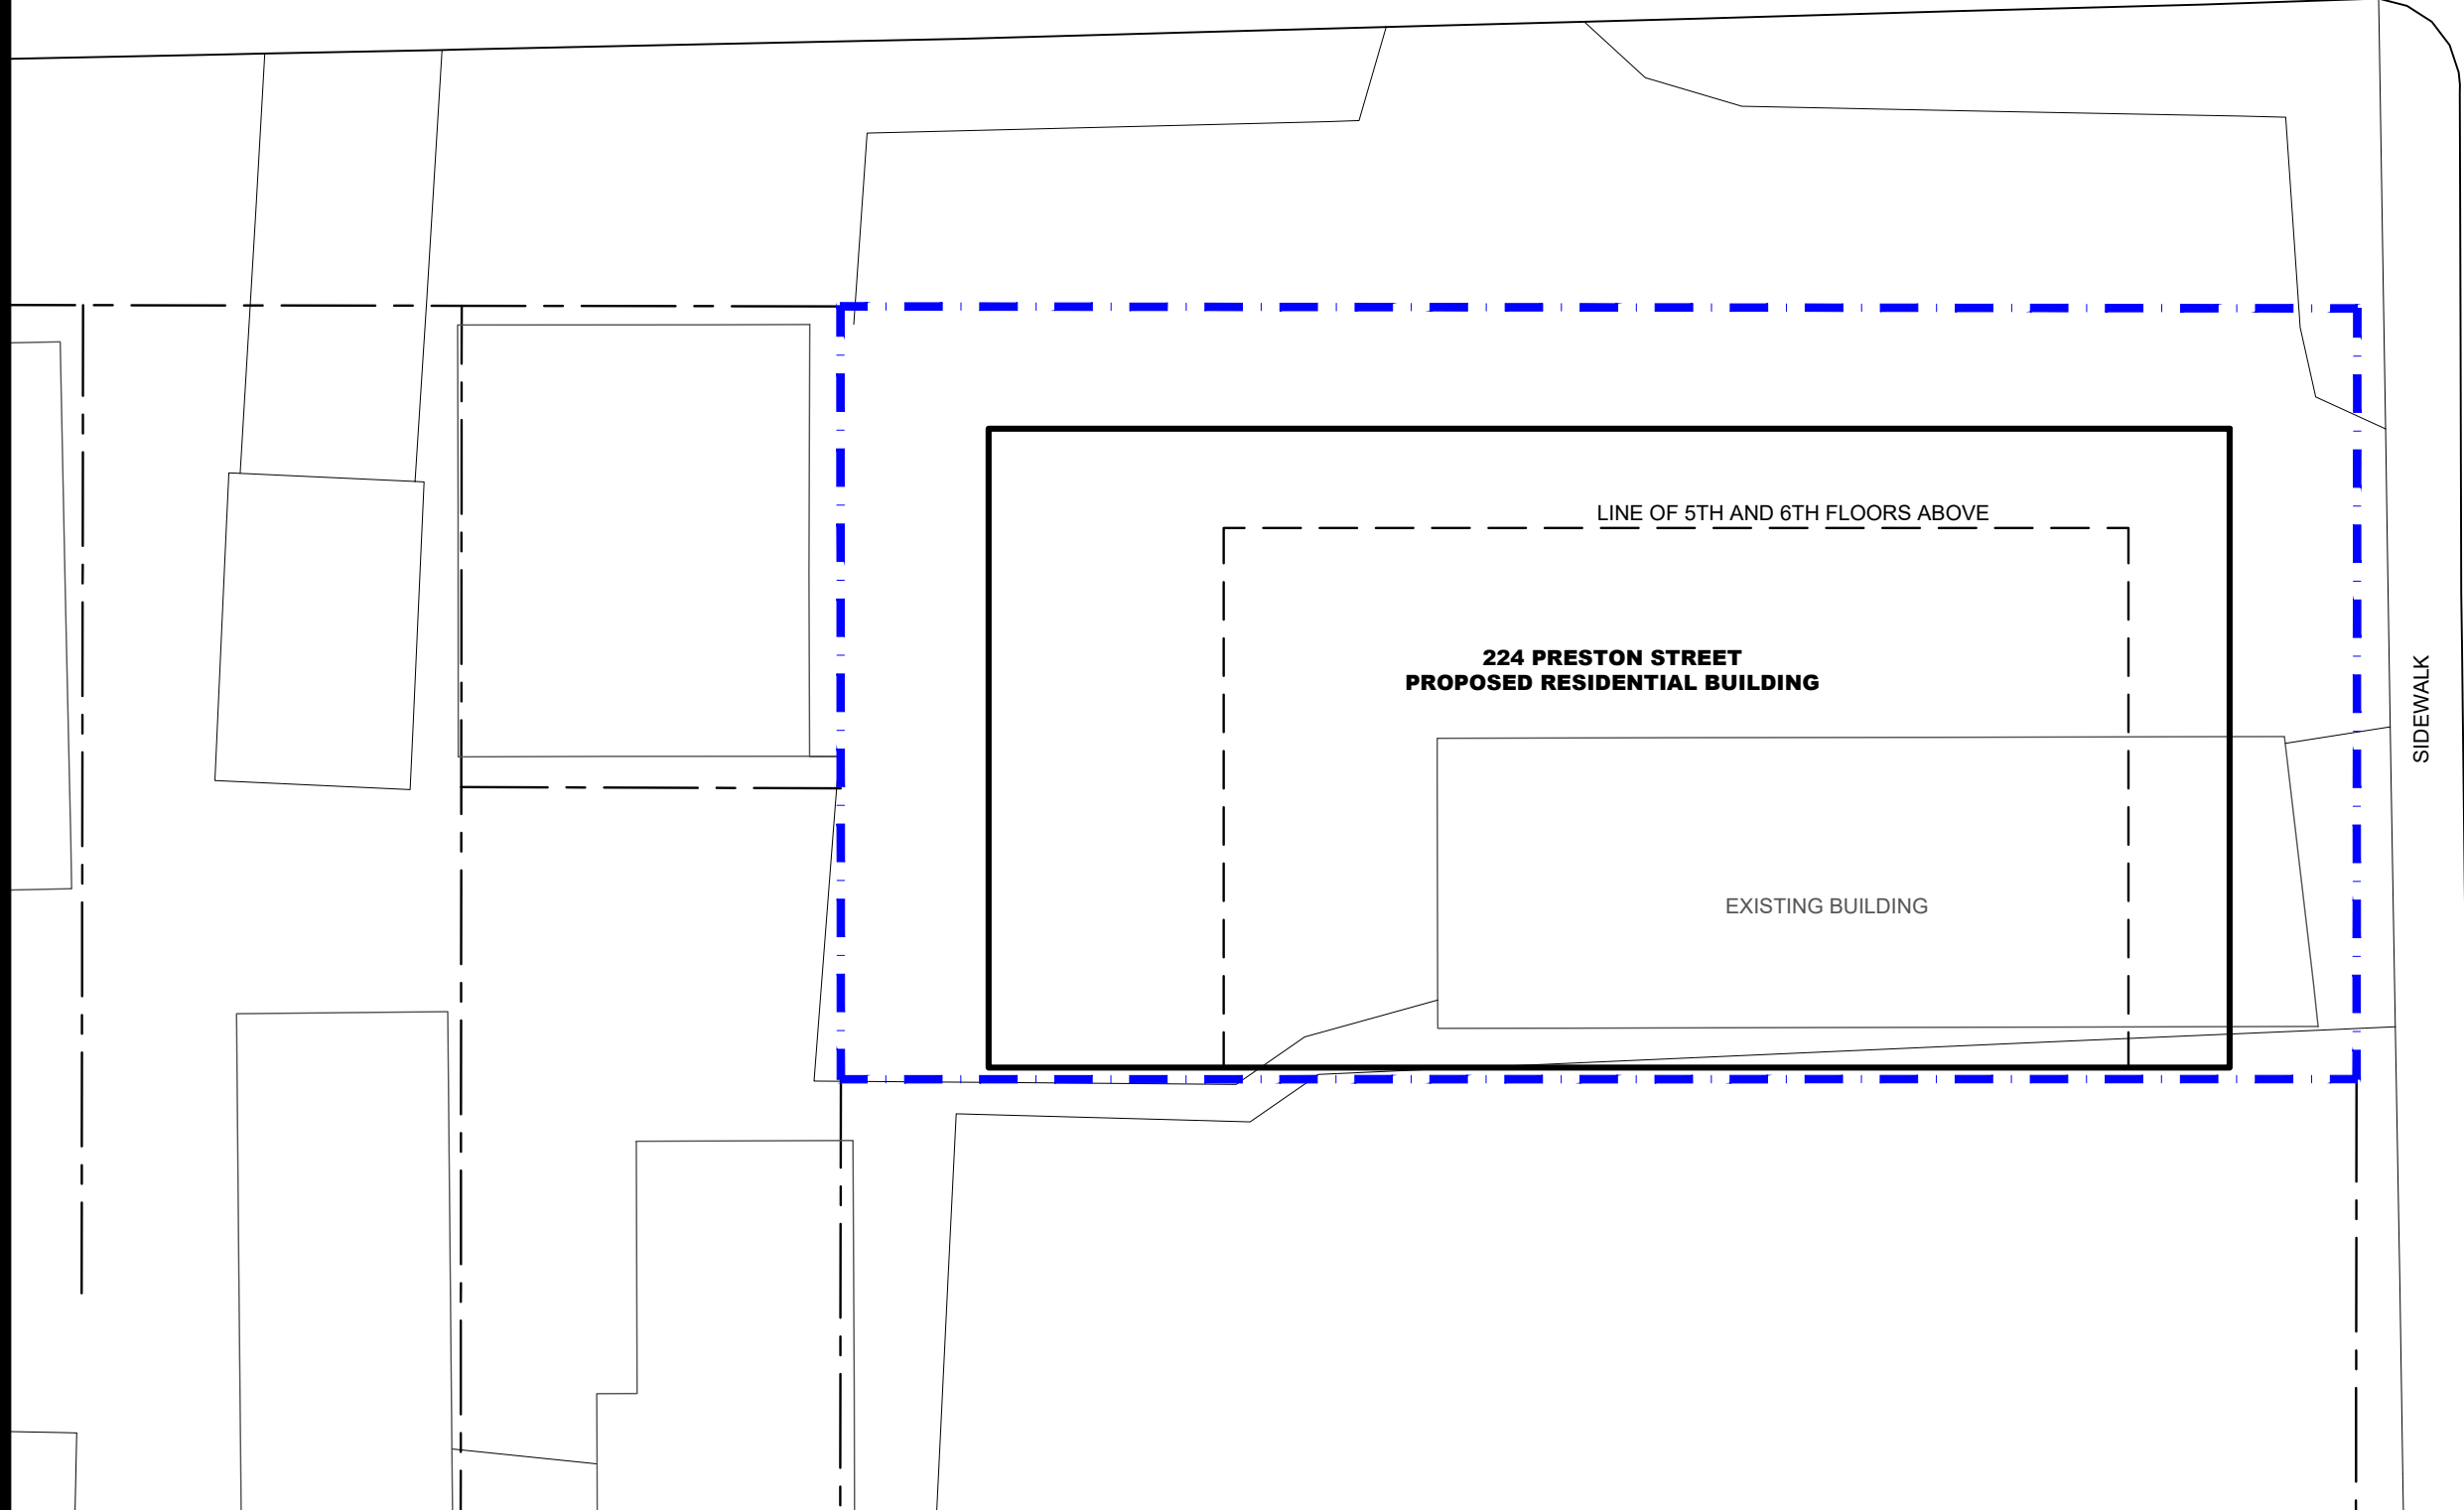 LINE OF 5TH AND 6TH FLOORS ABOVE
224 PRESTON STREET
PROPOSED RESIDENTIAL BUILDING
SIDEWALK
EXISTING BUILDING